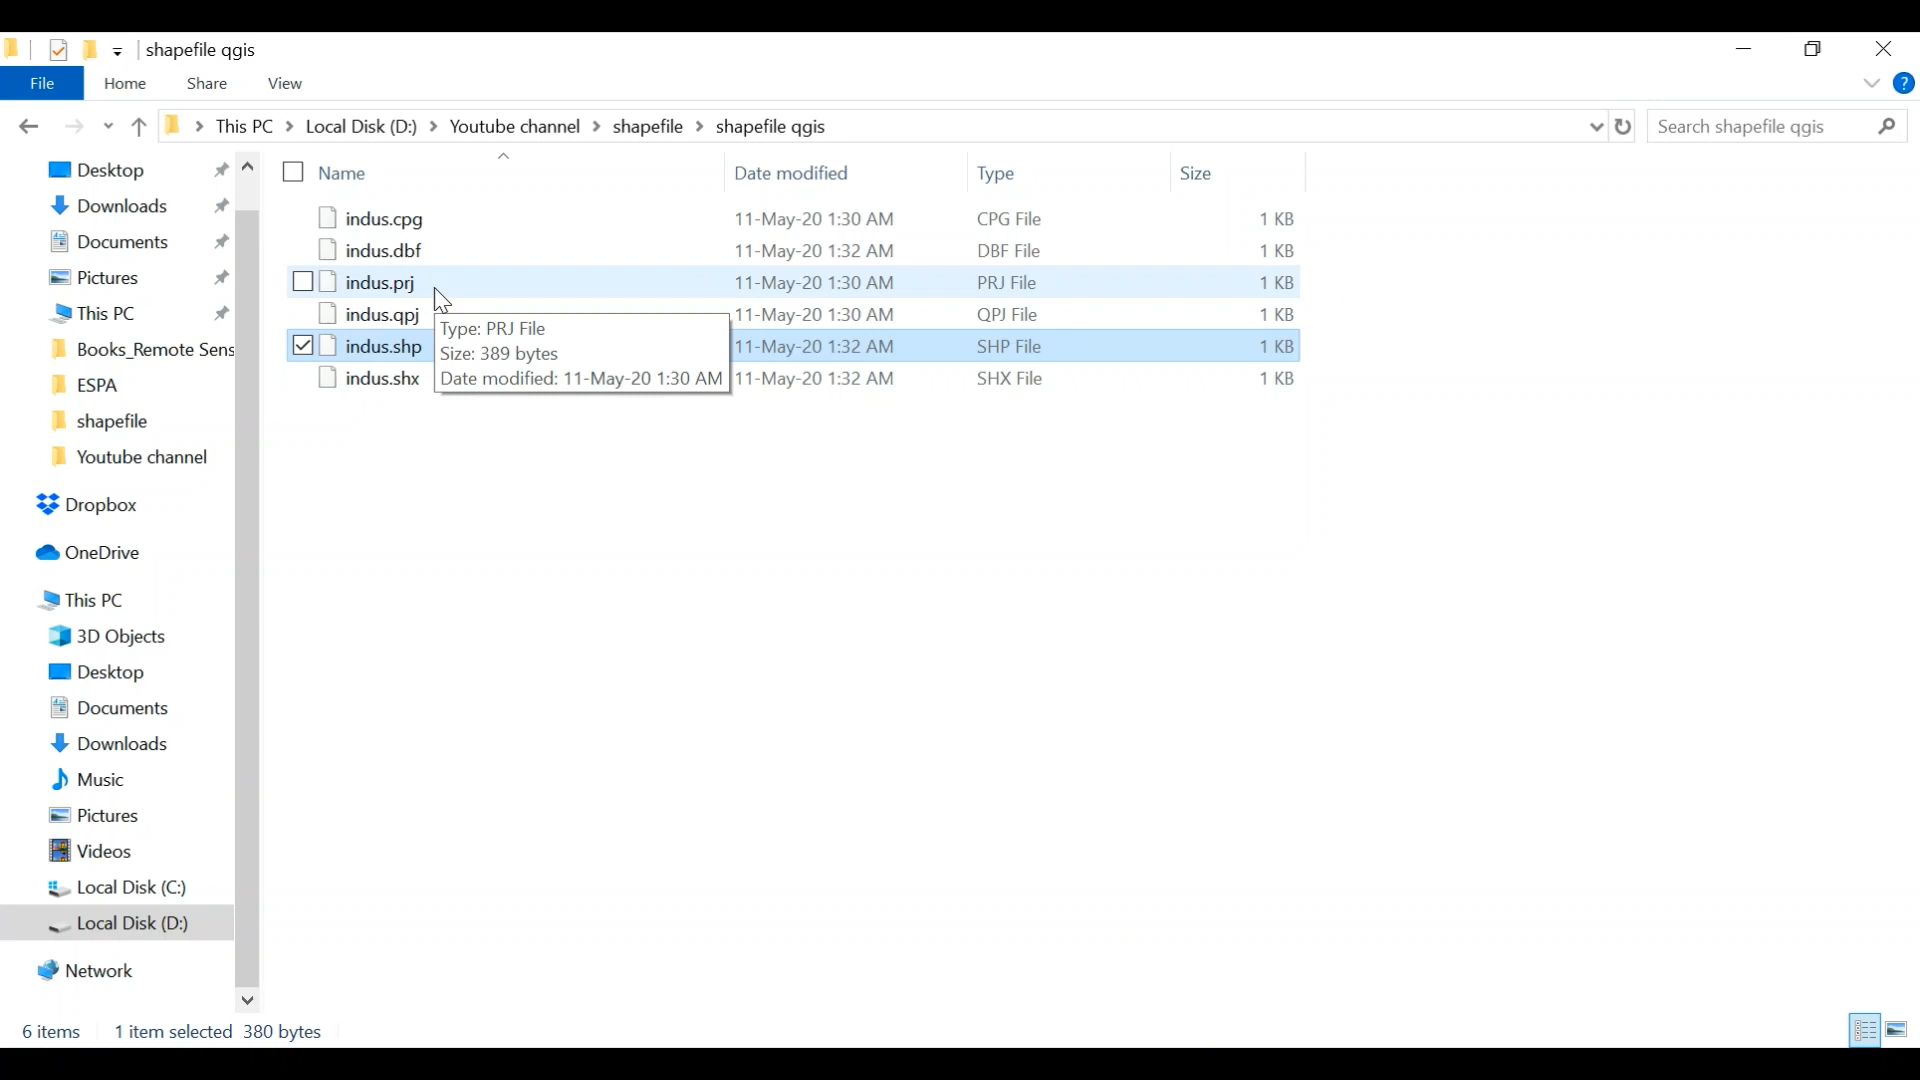 shapefile qgis
File Home Share View
This PC > Local Disk (D:) > Youtube channel > shapefile > shapefile qgis
Search shapefile qgis
Desktop
Downloads
Documents
Pictures
This PC
Books_Remote Sens
ESPA
shapefile
Youtube channel
Dropbox
OneDrive
This PC
3D Objects
Desktop
Documents
Downloads
Music
Pictures
Videos
Local Disk (C:)
Local Disk (D:)
Network
Name Date modified Type Size
indus.cpg 11-May-20 1:30 AM CPG File 1 KB
indus.dbf 11-May-20 1:32 AM DBF File 1 KB
indus.prj 11-May-20 1:30 AM PRJ File 1 KB
indus.qpj 11-May-20 1:30 AM QPJ File 1 KB
indus.shp 11-May-20 1:32 AM SHP File 1 KB
indus.shx 11-May-20 1:32 AM SHX File 1 KB
Type: PRJ File
Size: 389 bytes
Date modified: 11-May-20 1:30 AM
6 items 1 item selected 380 bytes